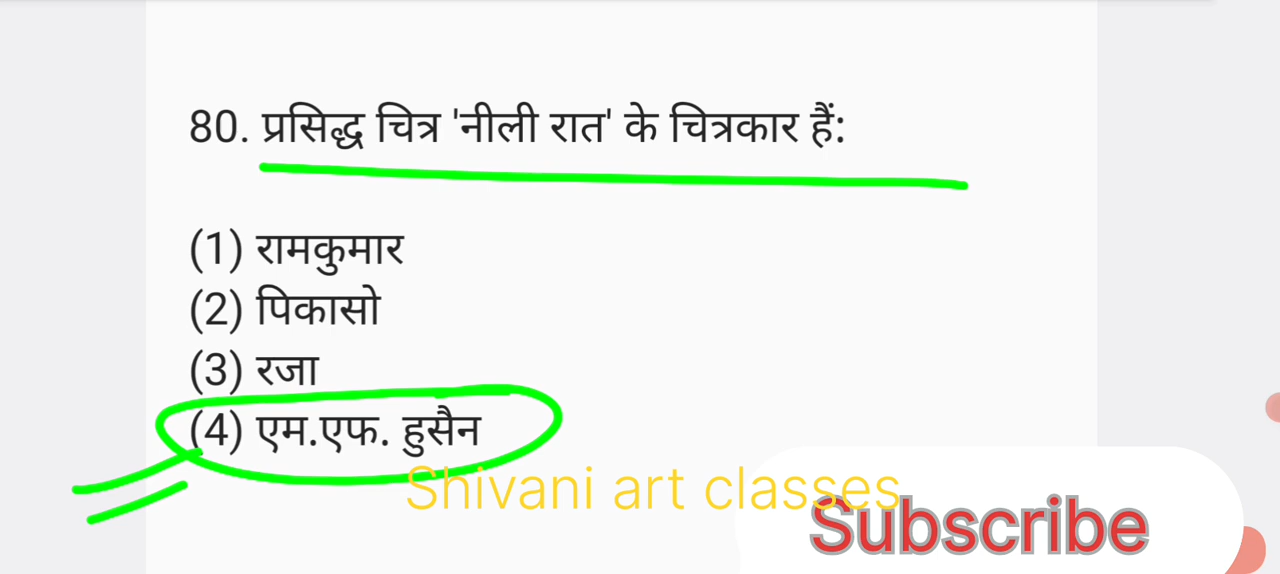 80. प्रसिद्ध चित्र 'नीली रात' के चित्रकार हैं:
(1) रामकुमार
(2) पिकासो
(3) रजा
(4) एम.एफ. हुसैन
Shivani art classes
Subscribe